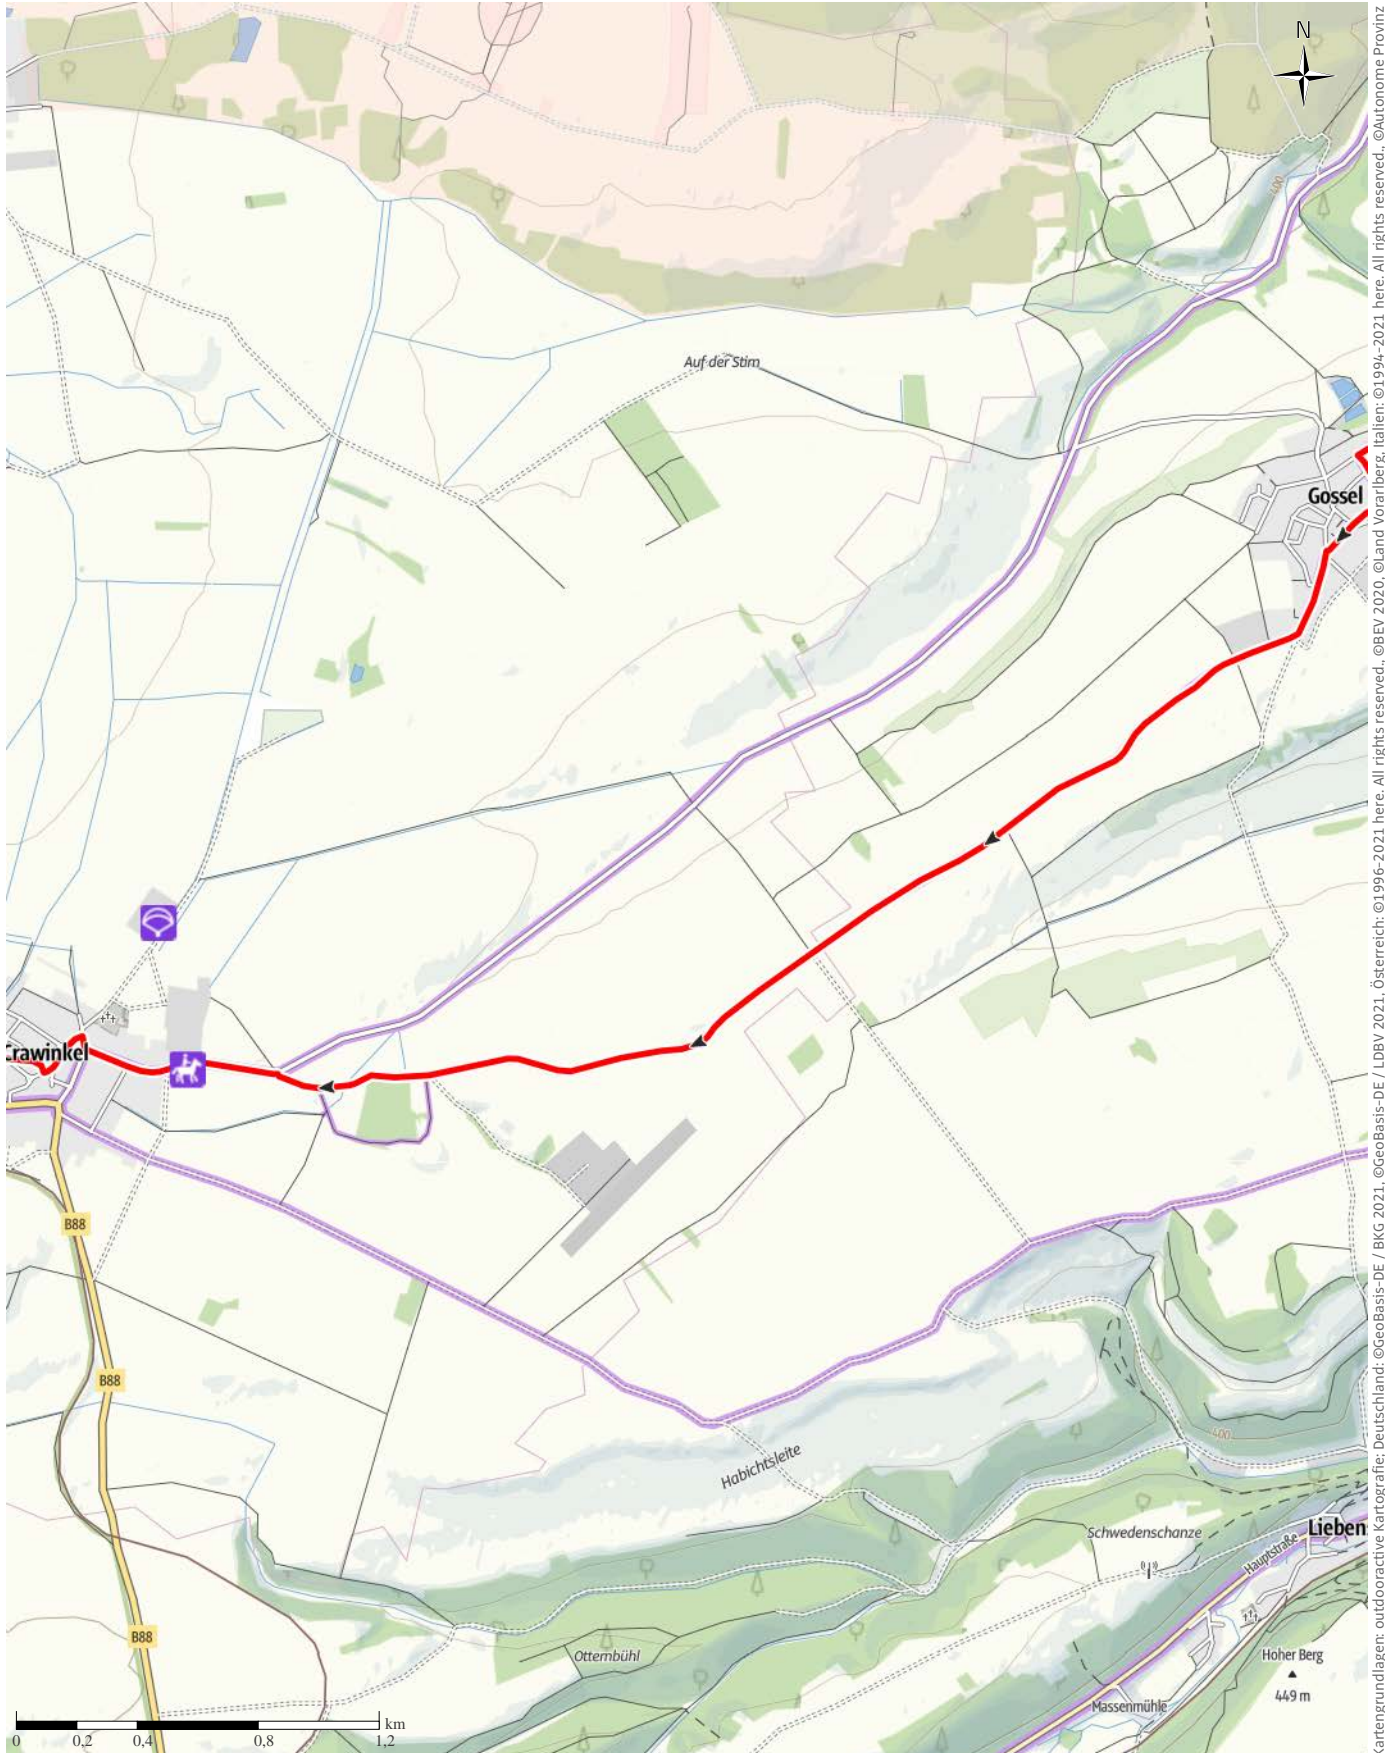 N
400
Auf der Stirn
Gossel
L
Crawinkel
B88
B88
400
Habichtsleite
Schwedenschanze
Lieben
Hauptstraße
B88
Otternbühl
Hoher Berg
449 m
Massenmühle
km
0 0,2 0,4 0,8 1,2
Kartengrundlagen: outdooractive Kartografie; Deutschland: ©GeoBasis-DE / BKG 2021, ©GeoBasis-DE / LDBV 2021, Österreich: ©1996-2021 here. All rights reserved., ©BEV 2020, ©Land Vorarlberg, Italien: ©1994-2021 here. All rights reserved., ©Autonome Provinz